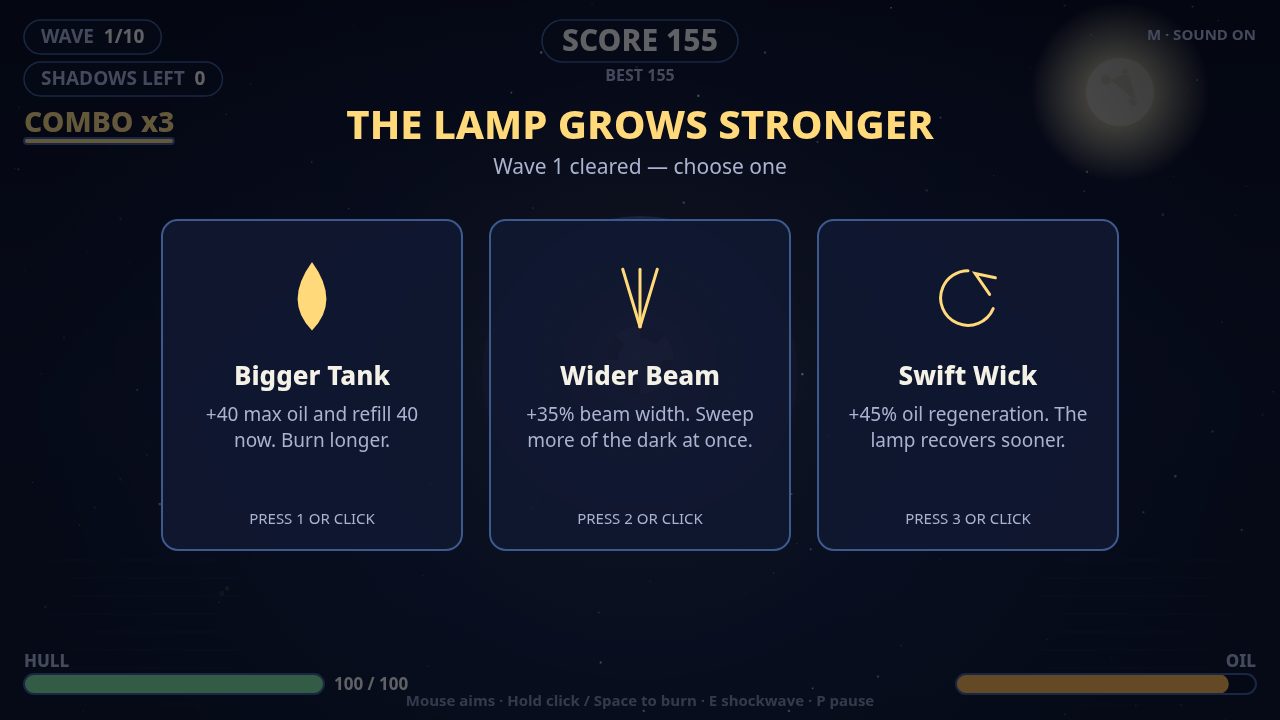 WAVE 1/10
SCORE 155
M · SOUND ON
SHADOWS LEFT 0
BEST 155
COMBO x3
THE LAMP GROWS STRONGER
Wave 1 cleared — choose one
Bigger Tank
+40 max oil and refill 40
now. Burn longer.
PRESS 1 OR CLICK
Wider Beam
+35% beam width. Sweep
more of the dark at once.
PRESS 2 OR CLICK
Swift Wick
+45% oil regeneration. The
lamp recovers sooner.
PRESS 3 OR CLICK
HULL
100 / 100
OIL
Mouse aims · Hold click / Space to burn · E shockwave · P pause